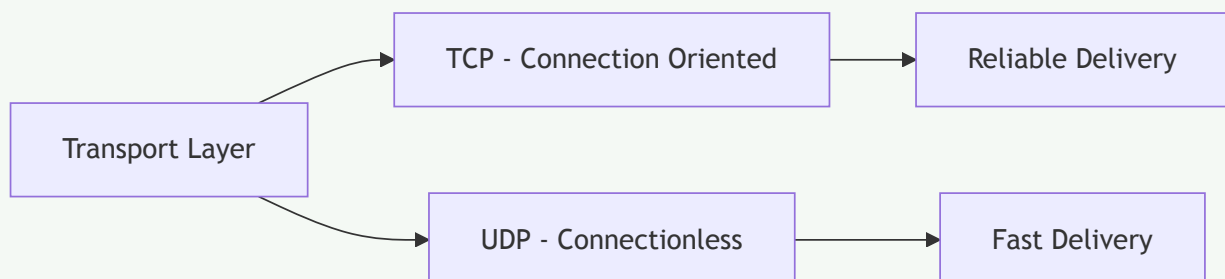 TCP - Connection Oriented
Reliable Delivery
Transport Layer
UDP - Connectionless
Fast Delivery